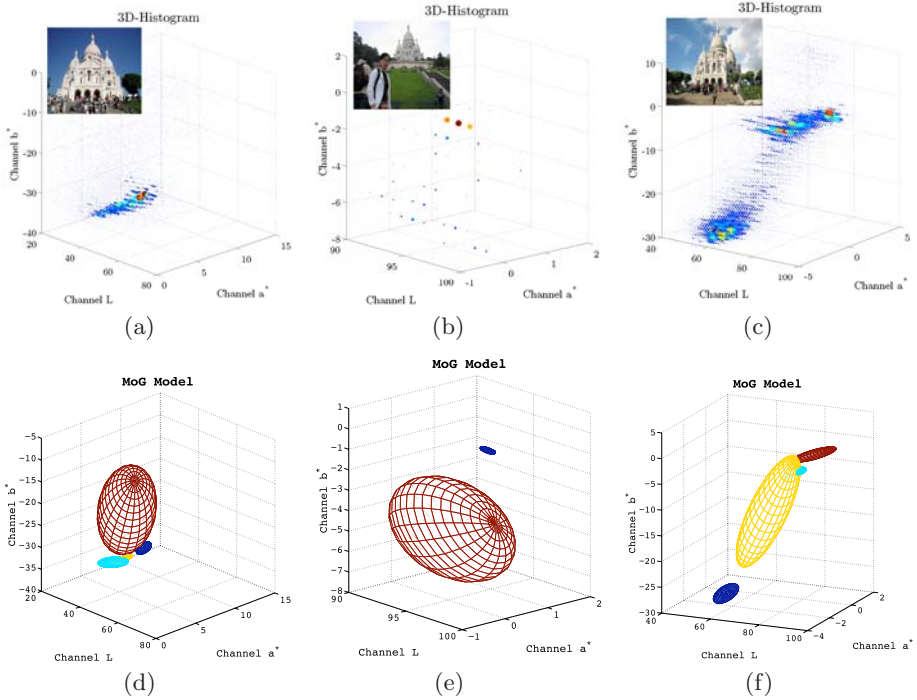 3D-Histogram
3D-Histogram
3D-Histogram
0
-10
-20
-30
-40
Channel b*
20
40
60
80
Channel L
0
5
10
15
Channel a*
2
0
-2
-4
-6
-8
Channel b*
90
95
100
Channel L
-1
0
1
2
Channel a*
10
0
-10
-20
-30
Channel b*
40
60
80
100
Channel L
-5
0
5
Channel a*
(a)
(b)
(c)
MoG Model
MoG Model
MoG Model
−5
−10
−15
−20
−25
−30
−35
−40
Channel b*
20
40
60
80
Channel L
0
5
10
15
Channel a*
1
0
−1
−2
−3
−4
−5
−6
−7
−8
Channel b*
90
95
100
Channel L
−1
0
1
2
Channel a*
5
0
−5
−10
−15
−20
−25
−30
Channel b*
40
60
80
100
Channel L
−4
−2
0
2
Channel a*
(d)
(e)
(f)